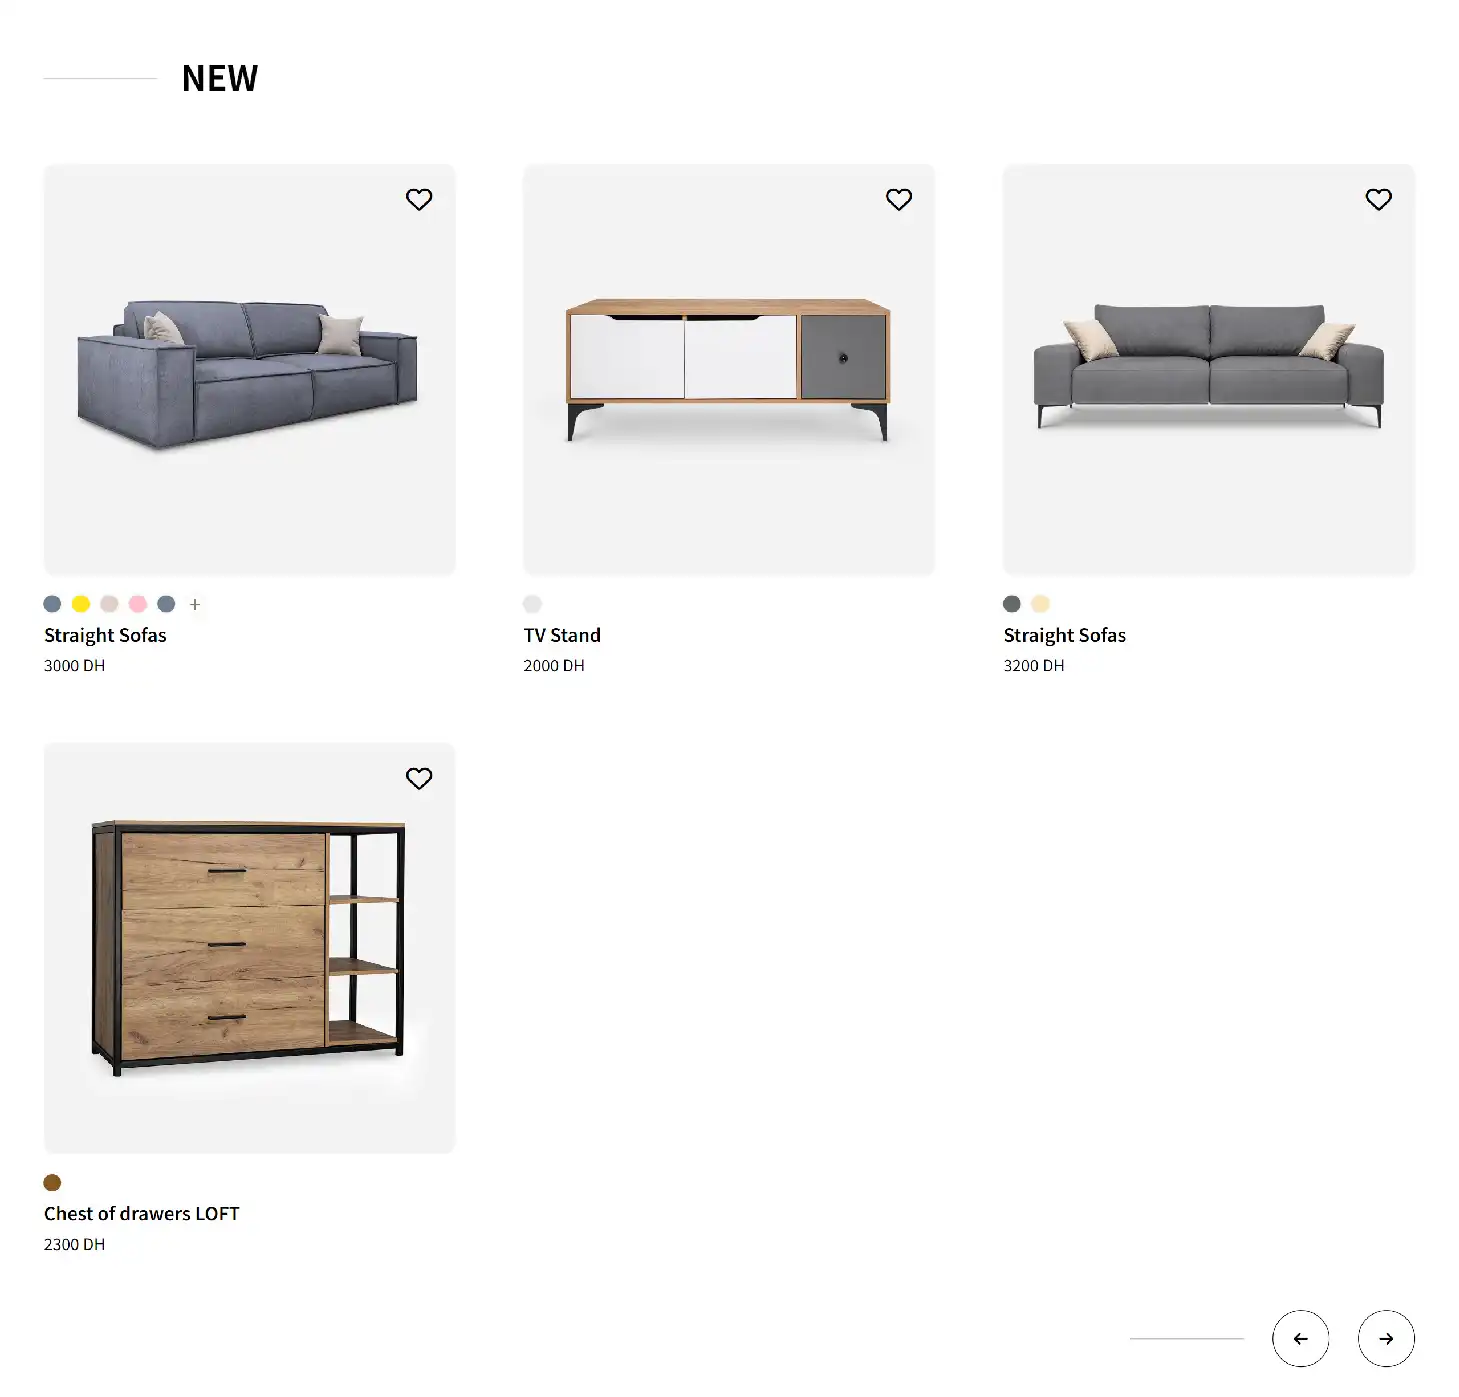 NEW
+
Straight Sofas
3000 DH
TV Stand
2000 DH
Straight Sofas
3200 DH
Chest of drawers LOFT
2300 DH